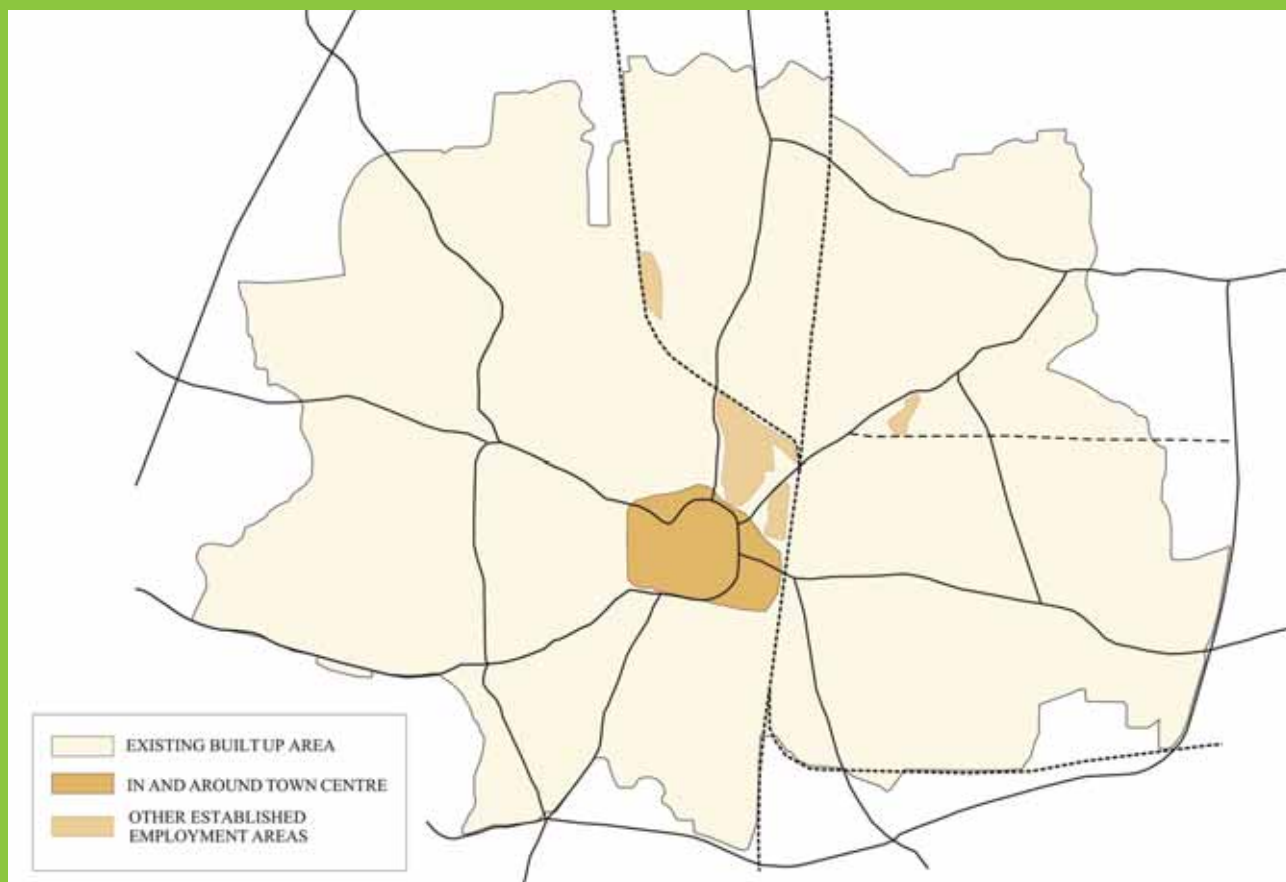 EXISTING BUILT UP AREA
IN AND AROUND TOWN CENTRE
OTHER ESTABLISHED
EMPLOYMENT AREAS